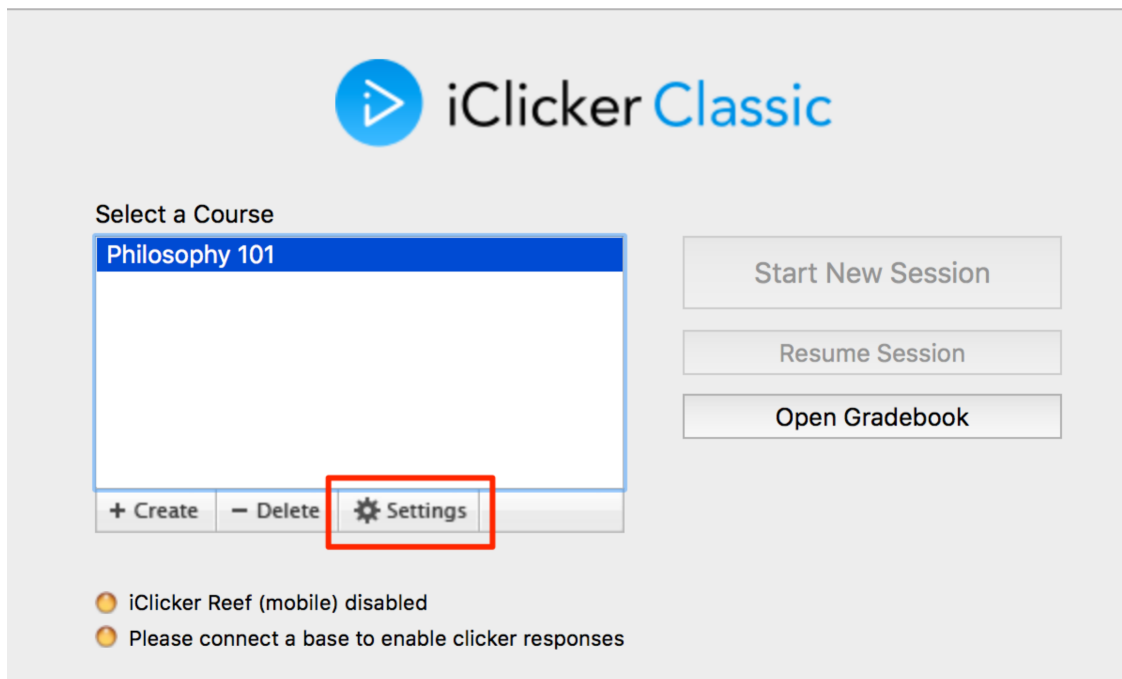 iClicker Classic
Select a Course
Philosophy 101
Start New Session
Resume Session
Open Gradebook
+ Create − Delete Settings
iClicker Reef (mobile) disabled
Please connect a base to enable clicker responses